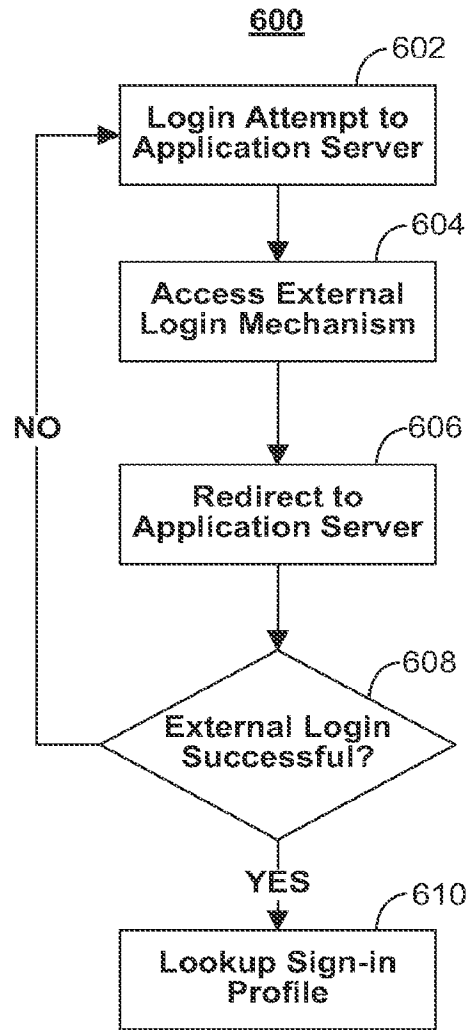 600
602
Login Attempt to
Application Server
604
Access External
Login Mechanism
NO
606
Redirect to
Application Server
608
External Login
Successful?
YES
610
Lookup Sign-in
Profile